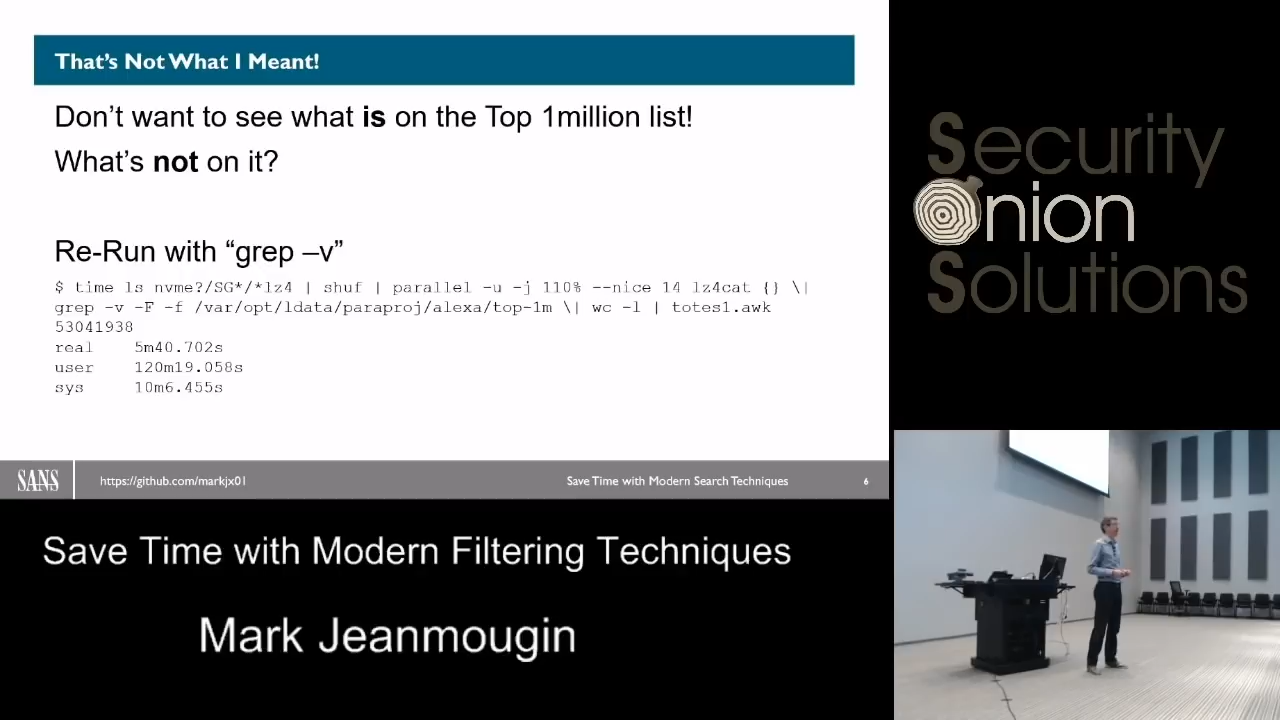 That's Not What I Meant!
Don't want to see what is on the Top 1million list!
What's not on it?
Re-Run with “grep –v”
$ time ls nvme?/SG*/*lz4 | shuf | parallel -u -j 110% --nice 14 lz4cat {} \|
grep -v -F -f /var/opt/ldata/paraproj/alexa/top-1m \| wc -l | totes1.awk
53041938
real 5m40.702s
user 120m19.058s
sys 10m6.455s
SANS
https://github.com/markjx01
Save Time with Modern Search Techniques
6
Save Time with Modern Filtering Techniques
Mark Jeanmougin
Security
Onion
Solutions